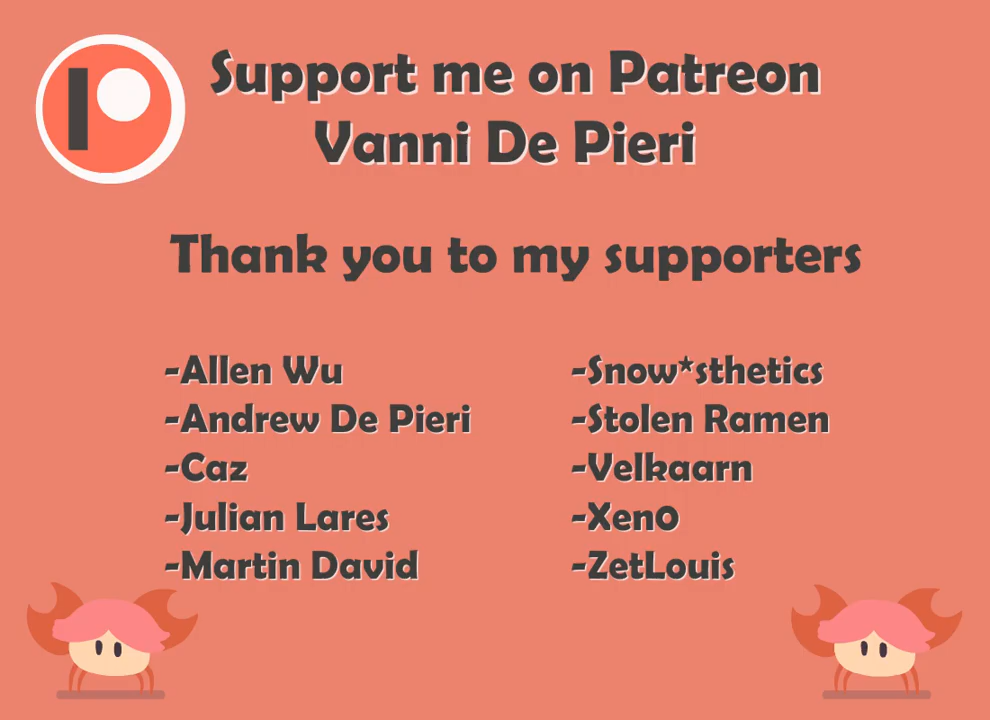 Support me on Patreon
Vanni De Pieri
Thank you to my supporters
-Allen Wu
-Andrew De Pieri
-Caz
-Julian Lares
-Martin David
-Snow*sthetics
-Stolen Ramen
-Velkaarn
-Xen0
-ZetLouis